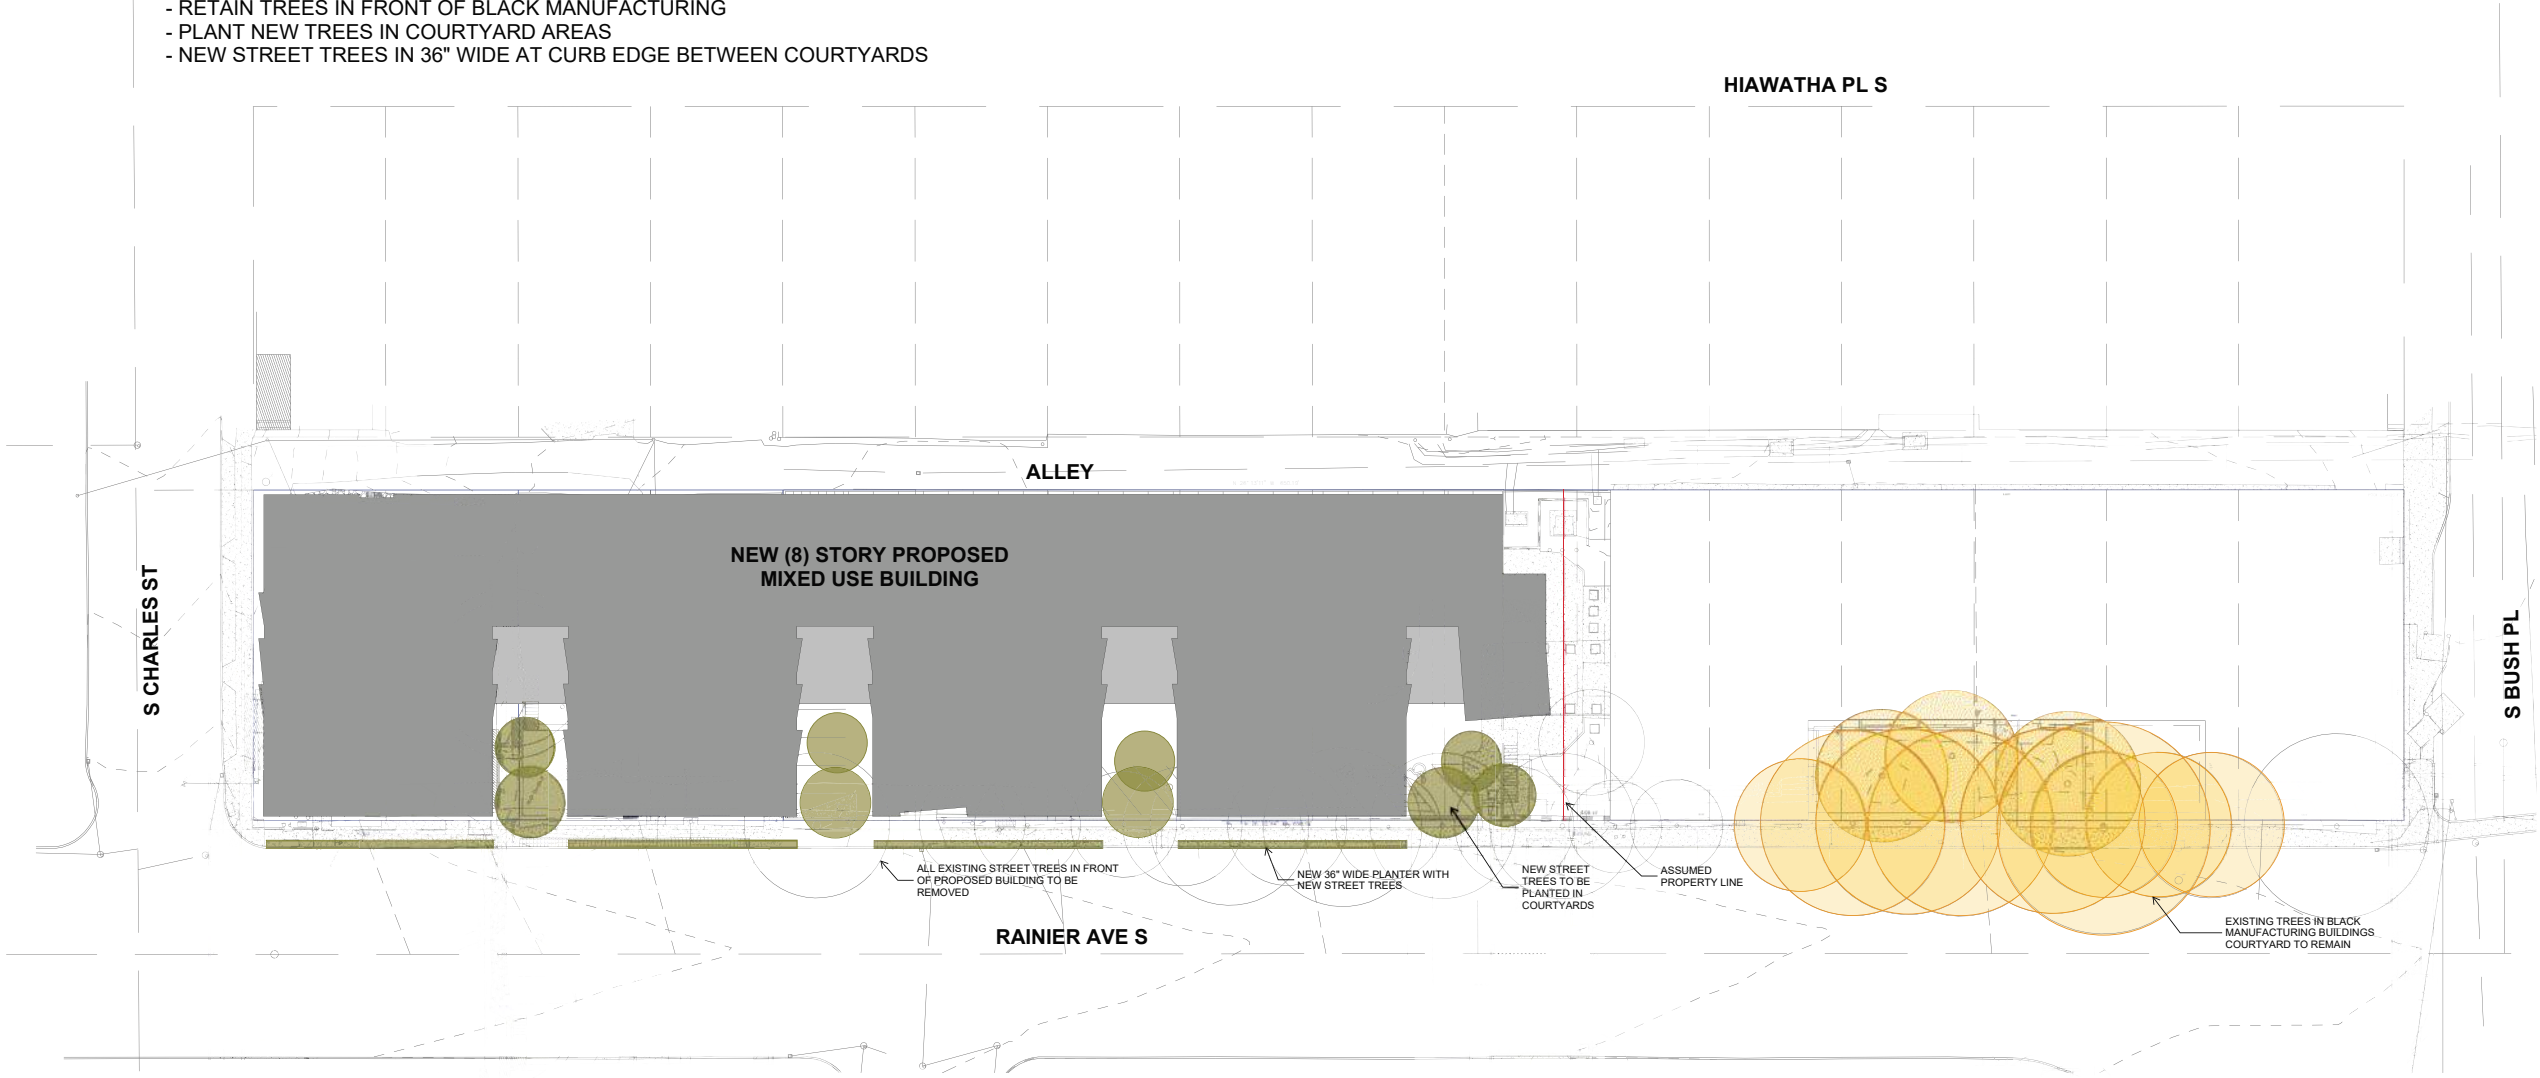 - RETAIN TREES IN FRONT OF BLACK MANUFACTURING
- PLANT NEW TREES IN COURTYARD AREAS
- NEW STREET TREES IN 36" WIDE AT CURB EDGE BETWEEN COURTYARDS
HIAWATHA PL S
ALLEY
NEW (8) STORY PROPOSED
MIXED USE BUILDING
S CHARLES ST
S BUSH PL
ALL EXISTING STREET TREES IN FRONT
OF PROPOSED BUILDING TO BE
REMOVED
NEW 36" WIDE PLANTER WITH
NEW STREET TREES
NEW STREET
TREES TO BE
PLANTED IN
COURTYARDS
ASSUMED
PROPERTY LINE
EXISTING TREES IN BLACK
MANUFACTURING BUILDINGS
COURTYARD TO REMAIN
RAINIER AVE S